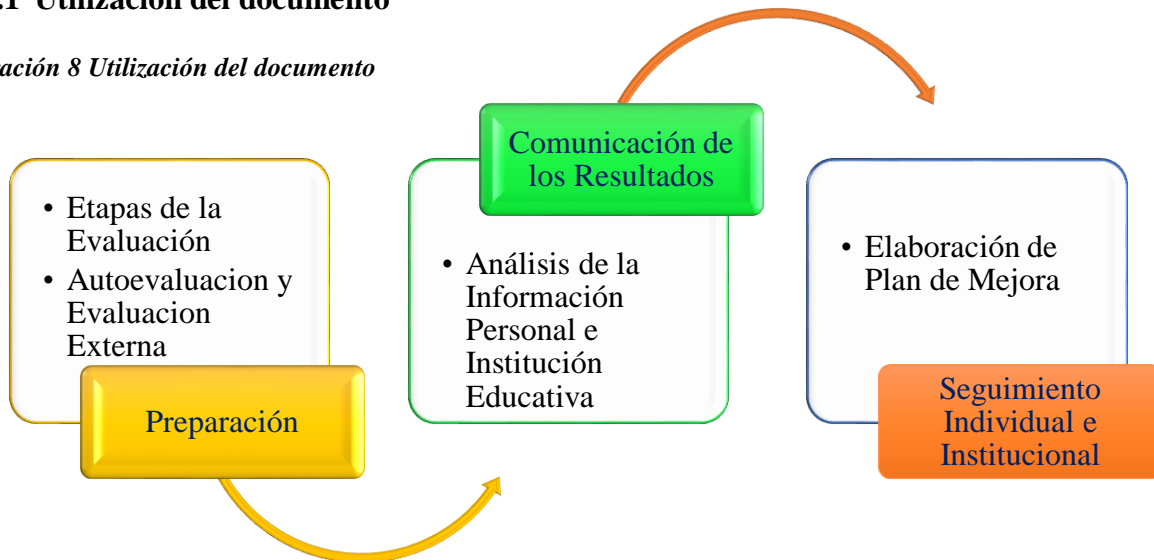 .1 Utilización del documento
ación 8 Utilización del documento
• Etapas de la
Evaluación
• Autoevaluacion y
Evaluacion
Externa
Preparación
Comunicación de
los Resultados
• Análisis de la
Información
Personal e
Institución
Educativa
• Elaboración de
Plan de Mejora
Seguimiento
Individual e
Institucional